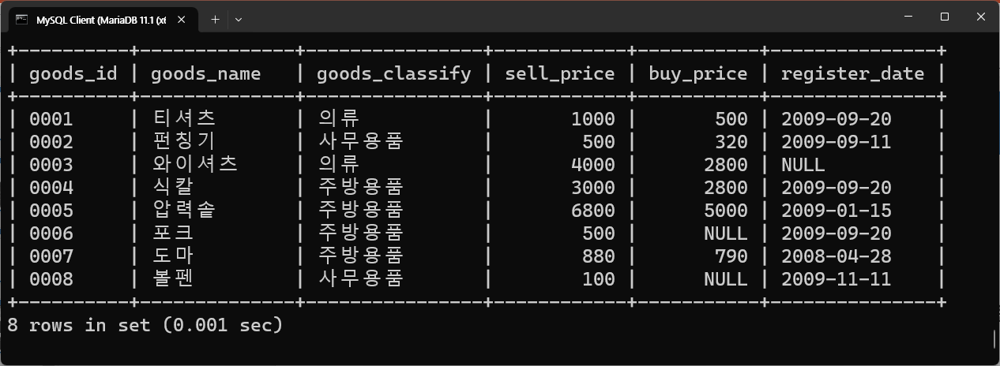 MySQL Client (MariaDB 11.1 (x6
+----------+---------------+----------------+------------+-----------+---------------+
| goods_id | goods_name    | goods_classify | sell_price | buy_price | register_date |
+----------+---------------+----------------+------------+-----------+---------------+
| 0001     | 티셔츠        | 의류           |       1000 |       500 | 2009-09-20    |
| 0002     | 펀칭기        | 사무용품       |        500 |       320 | 2009-09-11    |
| 0003     | 와이셔츠      | 의류           |       4000 |      2800 | NULL          |
| 0004     | 식칼          | 주방용품       |       3000 |      2800 | 2009-09-20    |
| 0005     | 압력솥        | 주방용품       |       6800 |      5000 | 2009-01-15    |
| 0006     | 포크          | 주방용품       |        500 |      NULL | 2009-09-20    |
| 0007     | 도마          | 주방용품       |        880 |       790 | 2008-04-28    |
| 0008     | 볼펜          | 사무용품       |        100 |      NULL | 2009-11-11    |
+----------+---------------+----------------+------------+-----------+---------------+
8 rows in set (0.001 sec)